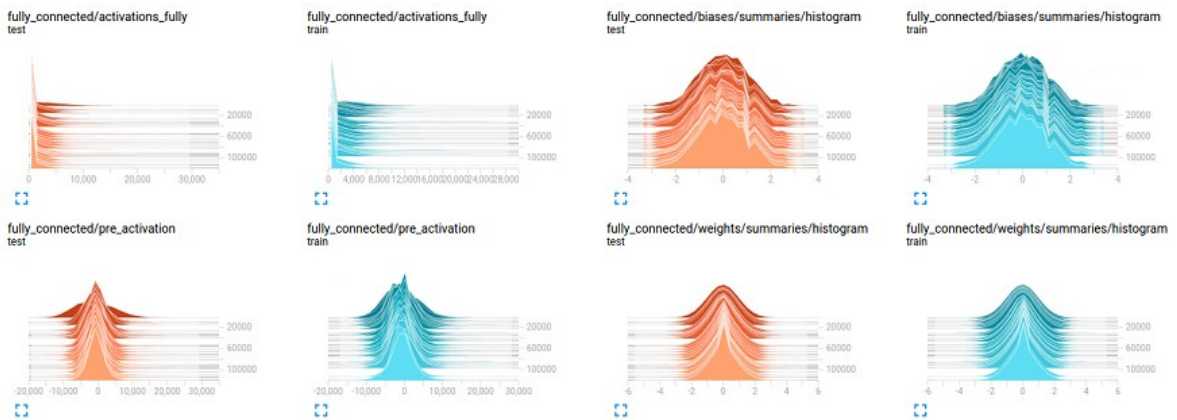 fully_connected/activations_fully
test
fully_connected/activations_fully
train
fully_connected/biases/summaries/histogram
test
fully_connected/biases/summaries/histogram
train
20000
60000
100000
0 10,000 20,000 30,000
20000
60000
100000
0 4,000 8,000 12,000 16,000 20,000 24,000 28,000
20000
60000
100000
-4 -2 0 2 4
20000
60000
100000
-4 -2 0 2 4
fully_connected/pre_activation
test
fully_connected/pre_activation
train
fully_connected/weights/summaries/histogram
test
fully_connected/weights/summaries/histogram
train
20000
60000
100000
-20,000 -10,000 0 10,000 20,000 30,000
20000
60000
100000
-20,000 -10,000 0 10,000 20,000 30,000
20000
60000
100000
-6 -4 -2 0 2 4 6
20000
60000
100000
-6 -4 -2 0 2 4 6